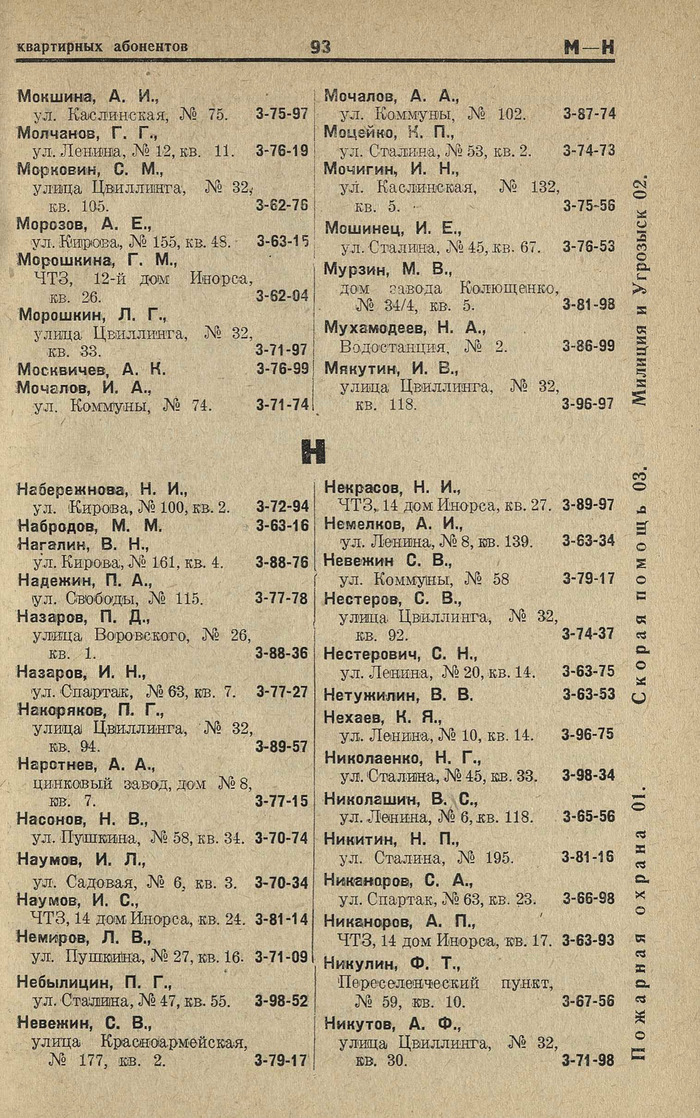 квартирных абонентов 93 М—Н
Мокшина, А. И.,
ул. Каслинская, № 75. 3-75-97
Молчанов, Г. Г.,
ул. Ленина, № 12, кв. 11. 3-76-19
Морковин, С. М.,
улица Цвиллинга, № 32,
кв. 105. 3-62-76
Морозов, А. Е.,
ул. Кирова, № 155, кв. 48. 3-63-15
Морошкина, Г. М.,
ЧТЗ, 12-й дом Инорса,
кв. 26. 3-62-04
Морошкин, Л. Г.,
улица Цвиллинга, № 32,
кв. 33. 3-71-97
Москвичев, А. К. 3-76-99
Мочалов, И. А.,
ул. Коммуны, № 74. 3-71-74
Мочалов, А. А.,
ул. Коммуны, № 102. 3-87-74
Моцейко, К. П.,
ул. Сталина, № 53, кв. 2. 3-74-73
Мочигин, И. Н.,
ул. Каслинская, № 132,
кв. 5. 3-75-56
Мошинец, И. Е.,
ул. Сталина, № 45, кв. 67. 3-76-53
Мурзин, М. В.,
дом завода Колющенко,
№ 34/4, кв. 5. 3-81-98
Мухамодеев, Н. А.,
Водостанция, № 2. 3-86-99
Мякутин, И. В.,
улица Цвиллинга, № 32,
кв. 118. 3-96-97
Н
Набережнова, Н. И.,
ул. Кирова, № 100, кв. 2. 3-72-94
Набродов, М. М. 3-63-16
Нагалин, В. Н.,
ул. Кирова, № 161, кв. 4. 3-88-76
Надежин, П. А.,
ул. Свободы, № 115. 3-77-78
Назаров, П. Д.,
улица Воровского, № 26,
кв. 1. 3-88-36
Назаров, И. Н.,
ул. Спартак, № 63, кв. 7. 3-77-27
Накоряков, П. Г.,
улица Цвиллинга, № 32,
кв. 94. 3-89-57
Наротнев, А. А.,
цинковый завод, дом № 8,
кв. 7. 3-77-15
Насонов, Н. В.,
ул. Пушкина, № 58, кв. 34. 3-70-74
Наумов, И. Л.,
ул. Садовая, № 6, кв. 3. 3-70-34
Наумов, И. С.,
ЧТЗ, 14 дом Инорса, кв. 24. 3-81-14
Немиров, Л. В.,
ул. Пушкина, № 27, кв. 16. 3-71-09
Небылицин, П. Г.,
ул. Сталина, № 47, кв. 55. 3-98-52
Невежин, С. В.,
улица Красноармейская,
№ 177, кв. 2. 3-79-17
Некрасов, Н. И.,
ЧТЗ, 14 дом Инорса, кв. 27. 3-89-97
Немелков, А. И.,
ул. Ленина, № 8, кв. 139. 3-63-34
Невежин С. В.,
ул. Коммуны, № 58 3-79-17
Нестеров, С. В.,
улица Цвиллинга, № 32,
кв. 92. 3-74-37
Нестерович, С. Н.,
ул. Ленина, № 20, кв. 14. 3-63-75
Нетужилин, В. В. 3-63-53
Нехаев, К. Я.,
ул. Ленина, № 10, кв. 14. 3-96-75
Николаенко, Н. Г.,
ул. Сталина, № 45, кв. 33. 3-98-34
Николашин, В. С.,
ул. Ленина, № 6, кв. 118. 3-65-56
Никитин, Н. П.,
ул. Сталина, № 195. 3-81-16
Никаноров, С. А.,
ул. Спартак, № 63, кв. 23. 3-66-98
Никаноров, А. П.,
ЧТЗ, 14 дом Инорса, кв. 17. 3-63-93
Никулин, Ф. Т.,
Переселенческий пункт,
№ 59, кв. 10. 3-67-56
Никутов, А. Ф.,
улица Цвиллинга, № 32,
кв. 30. 3-71-98
Пожарная охрана 01. Скорая помощь 03. Милиция и Угрозыск 02.